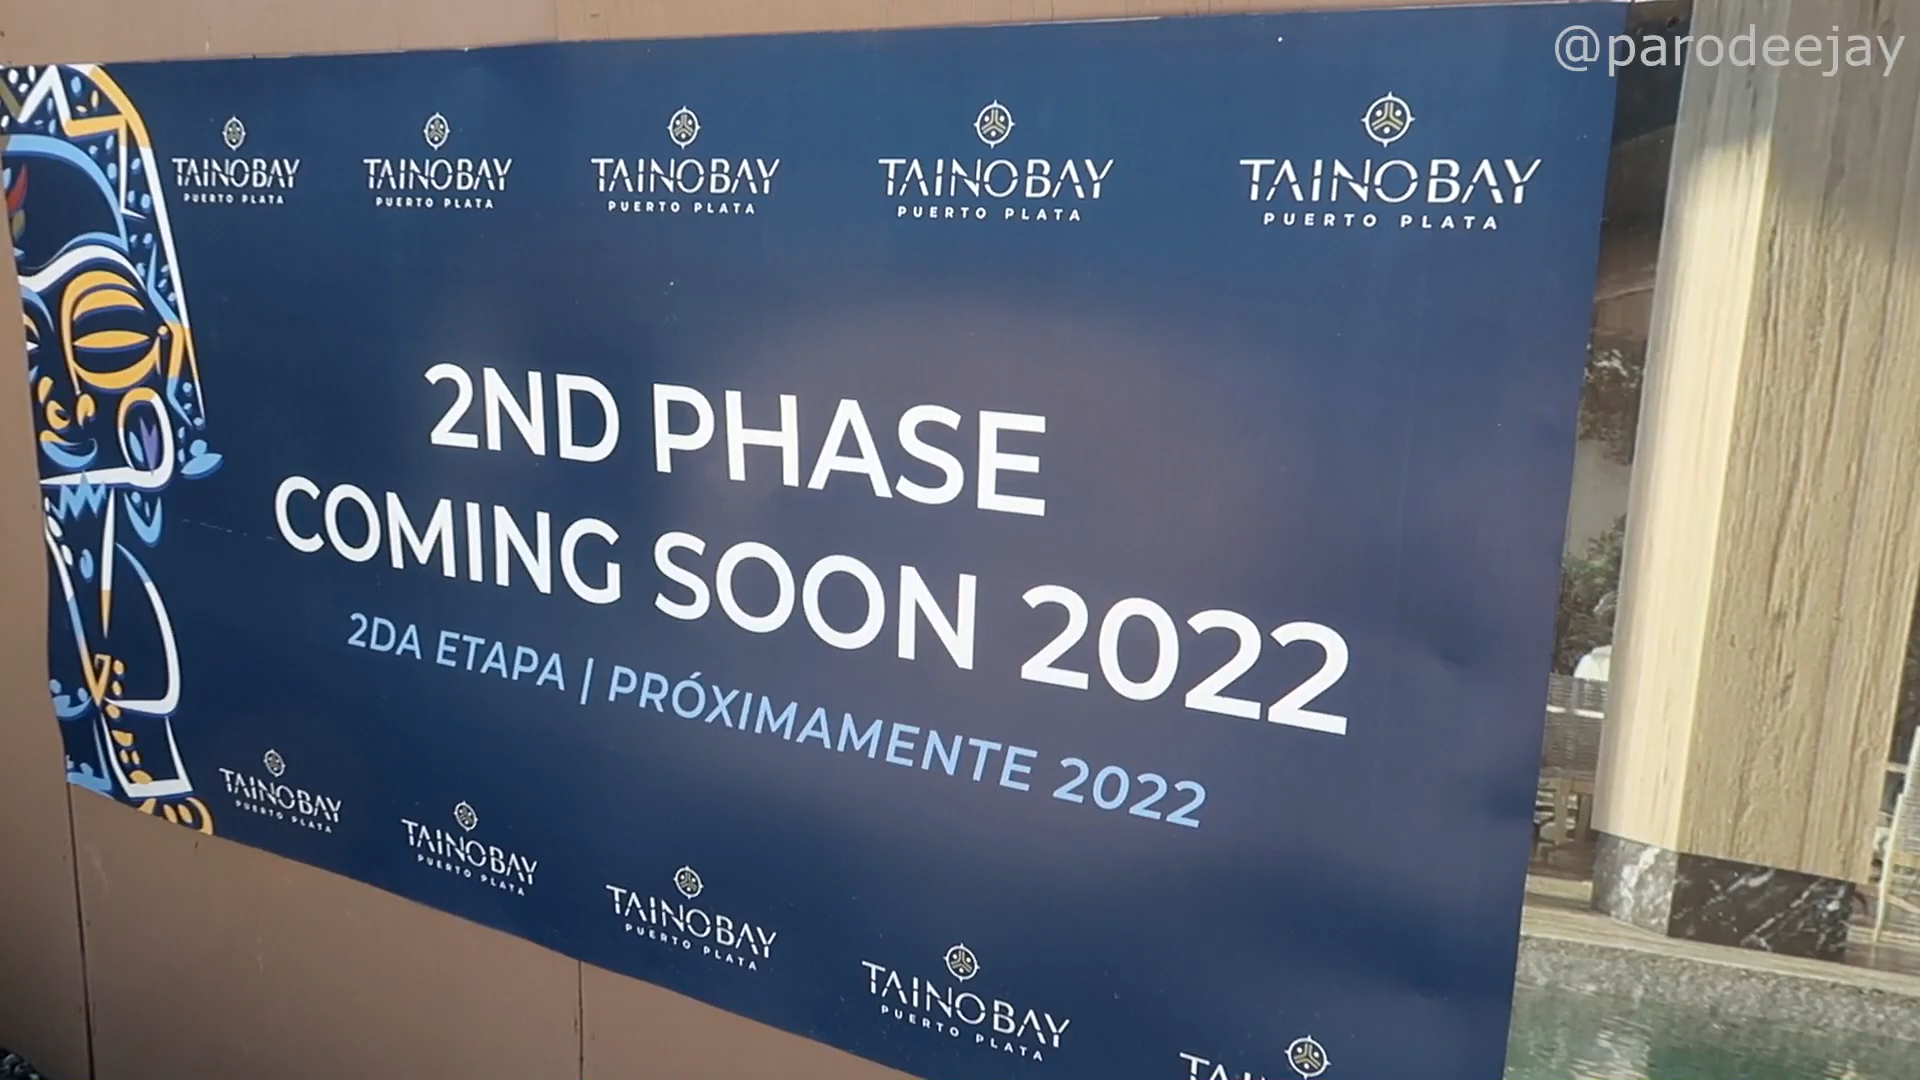 @parodeejay
TAINOBAY TAINOBAY TAINOBAY TAINOBAY TAINOBAY
PUERTO PLATA PUERTO PLATA PUERTO PLATA PUERTO PLATA PUERTO PLATA
2ND PHASE
COMING SOON 2022
2DA ETAPA | PRÓXIMAMENTE 2022
TAINOBAY
PUERTO PLATA
TAINOBAY
PUERTO PLATA
TAINOBAY
PUERTO PLATA
TAINOBAY
PUERTO PLATA